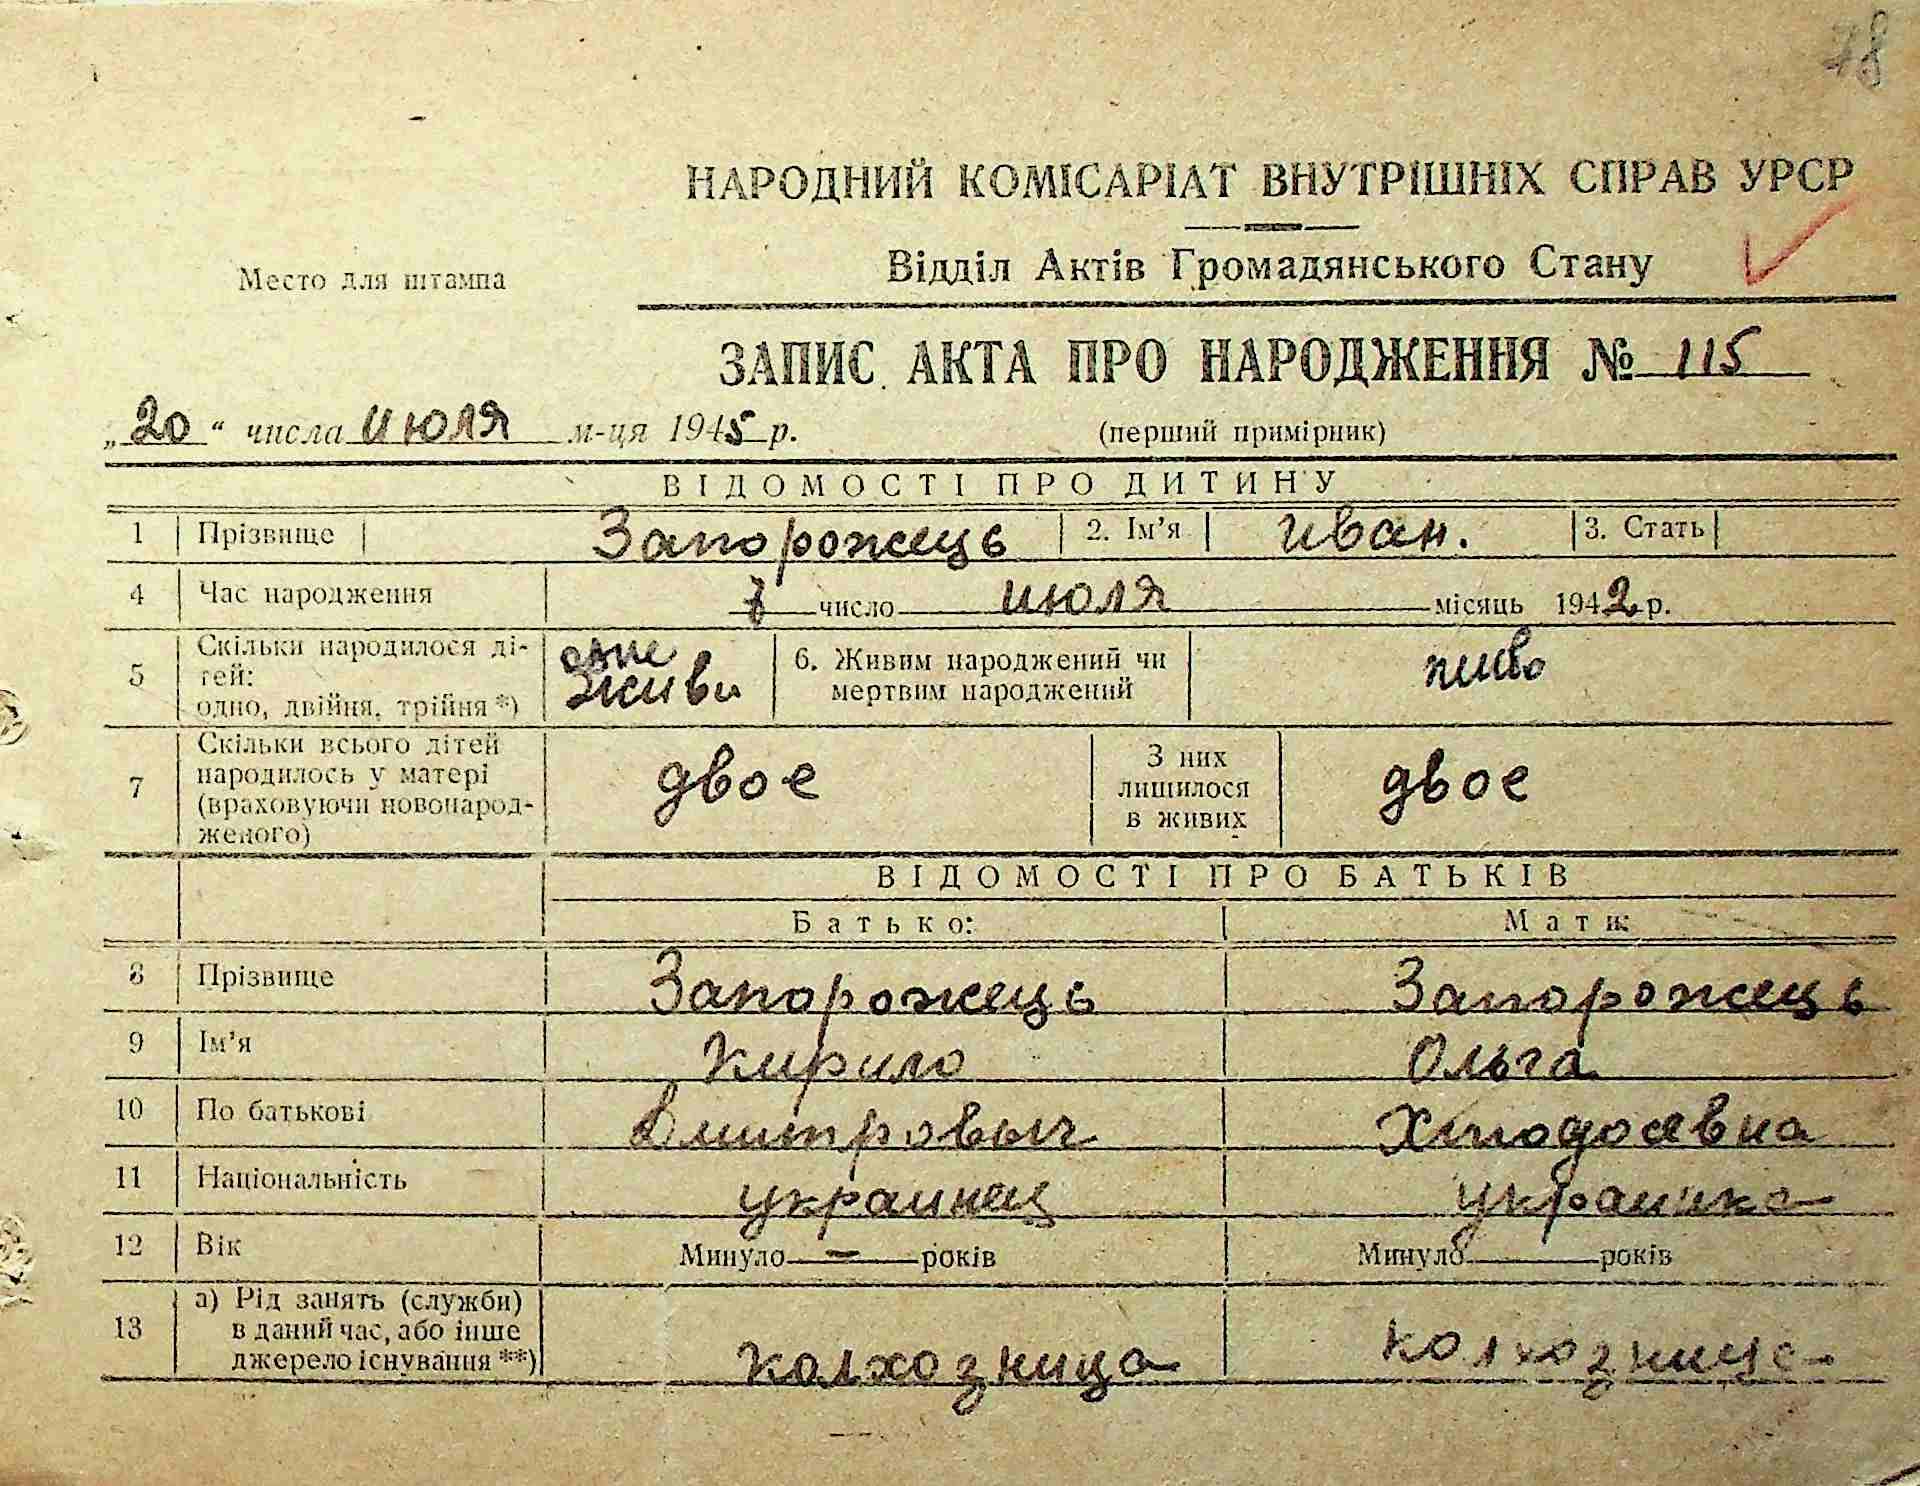 78
НАРОДНИЙ КОМІСАРІАТ ВНУТРІШНІХ СПРАВ УРСР
Место для штампа
Відділ Актів Громадянського Стану
ЗАПИС АКТА ПРО НАРОДЖЕННЯ № 115
„20“ числа июля м-ця 1945 р. (перший примірник)
ВІДОМОСТІ ПРО ДИТИНУ
1 Прізвище Запорожець 2. Ім’я Иван. 3. Стать
4 Час народження 7 число июля місяць 1942 р.
5 Скільки народилося ді-
тей:
одно, двійня, трійня *)
живи
6. Живим народжений чи
мертвим народжений
7 Скільки всього дітей
народилось у матері
(враховуючи новонарод-
женого)
двое
З них
лишилося
в живих
двое
ВІДОМОСТІ ПРО БАТЬКІВ
Батько: Мати:
8 Прізвище Запорожець Запорожець
9 Ім’я Кирило Ольга
10 По батькові Дмитровыч
11 Національність украинец украинка
12 Вік Минуло — років Минуло років
13 а) Рід занять (служби)
в даний час, або інше
джерело існування **)
колхозница колхозница